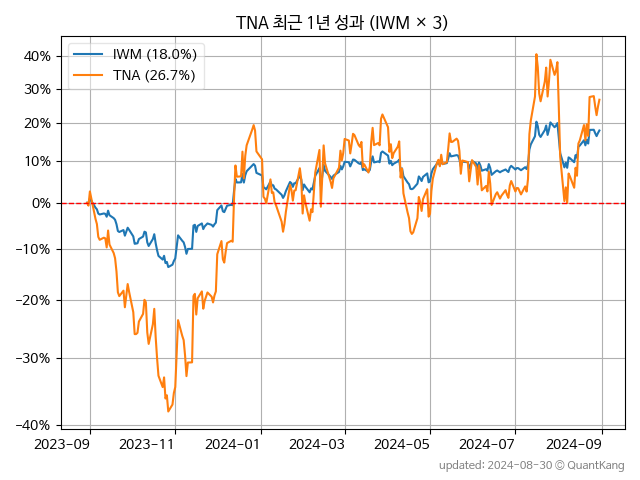 TNA 최근 1년 성과 (IWM × 3)
IWM (18.0%)
TNA (26.7%)
40%
30%
20%
10%
0%
−10%
−20%
−30%
−40%
2023-09 2023-11 2024-01 2024-03 2024-05 2024-07 2024-09
updated: 2024-08-30 © QuantKang